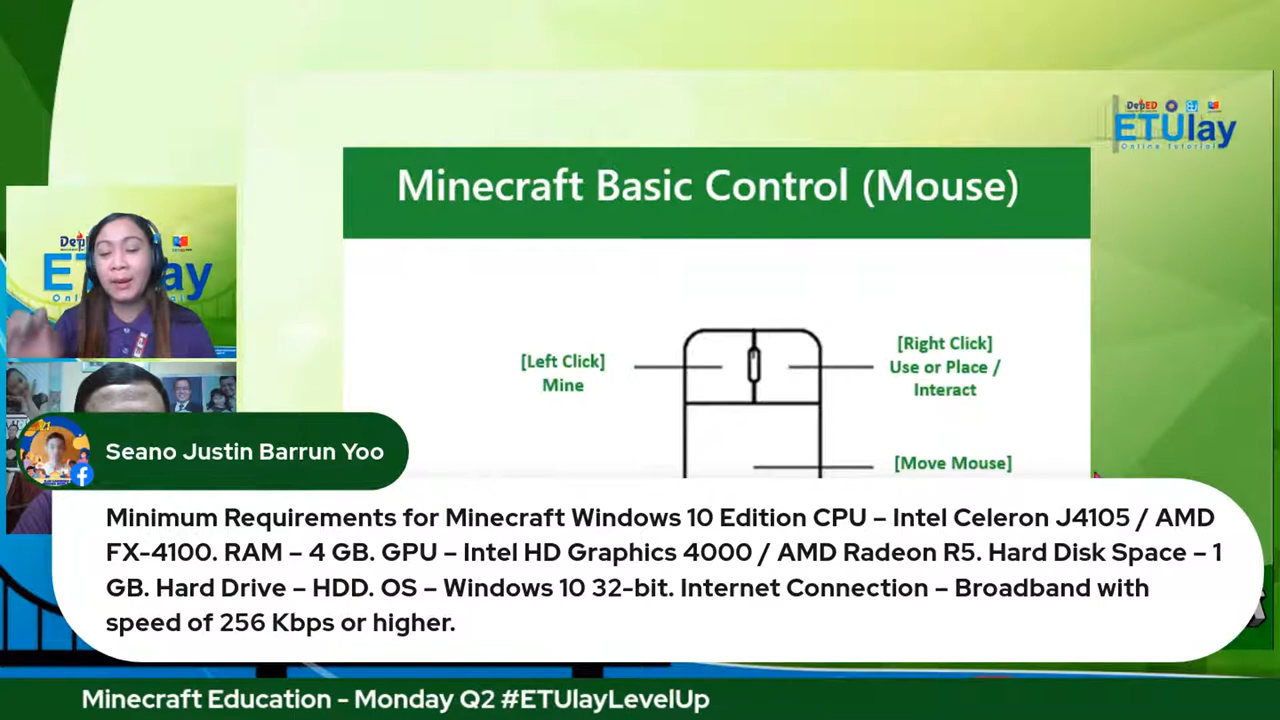 DepED
ETUlay
Online Tutorial
Minecraft Basic Control (Mouse)
[Left Click]
Mine
[Right Click]
Use or Place /
Interact
[Move Mouse]
Seano Justin Barrun Yoo
Minimum Requirements for Minecraft Windows 10 Edition CPU – Intel Celeron J4105 / AMD
FX-4100. RAM – 4 GB. GPU – Intel HD Graphics 4000 / AMD Radeon R5. Hard Disk Space – 1
GB. Hard Drive – HDD. OS – Windows 10 32-bit. Internet Connection – Broadband with
speed of 256 Kbps or higher.
Minecraft Education - Monday Q2 #ETUlayLevelUp